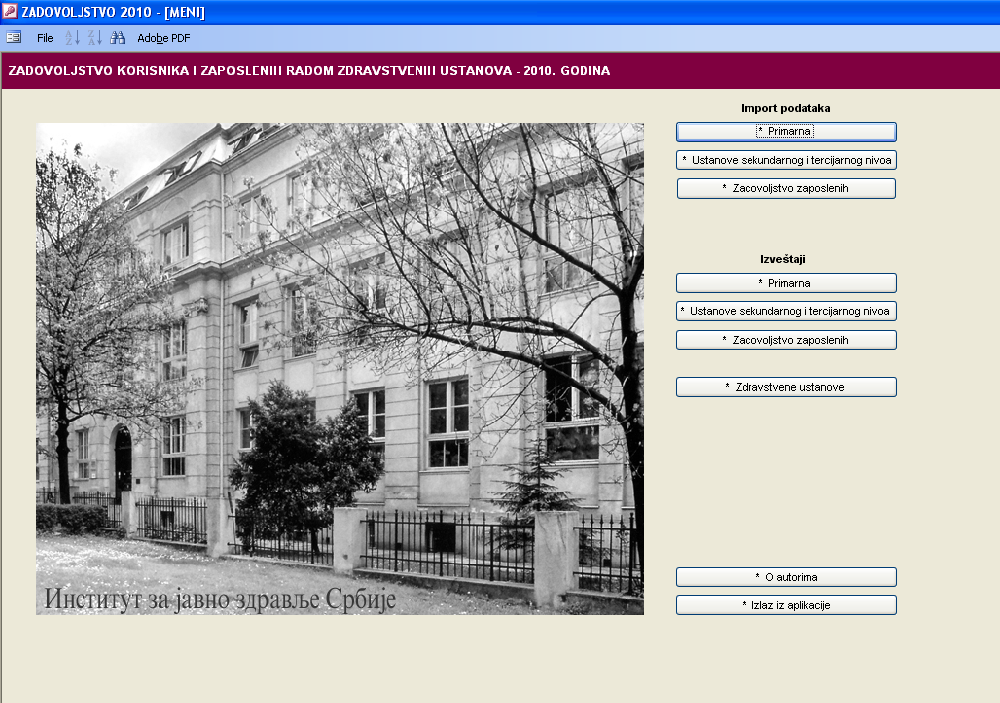 ZADOVOLJSTVO 2010 - [MENI]
File Adobe PDF
ZADOVOLJSTVO KORISNIKA I ZAPOSLENIH RADOM ZDRAVSTVENIH USTANOVA - 2010. GODINA
Import podataka
* Primarna
* Ustanove sekundarnog i tercijarnog nivoa
* Zadovoljstvo zaposlenih
Izveštaji
* Primarna
* Ustanove sekundarnog i tercijarnog nivoa
* Zadovoljstvo zaposlenih
* Zdravstvene ustanove
* O autorima
* Izlaz iz aplikacije
Институт за јавно здравље Србије